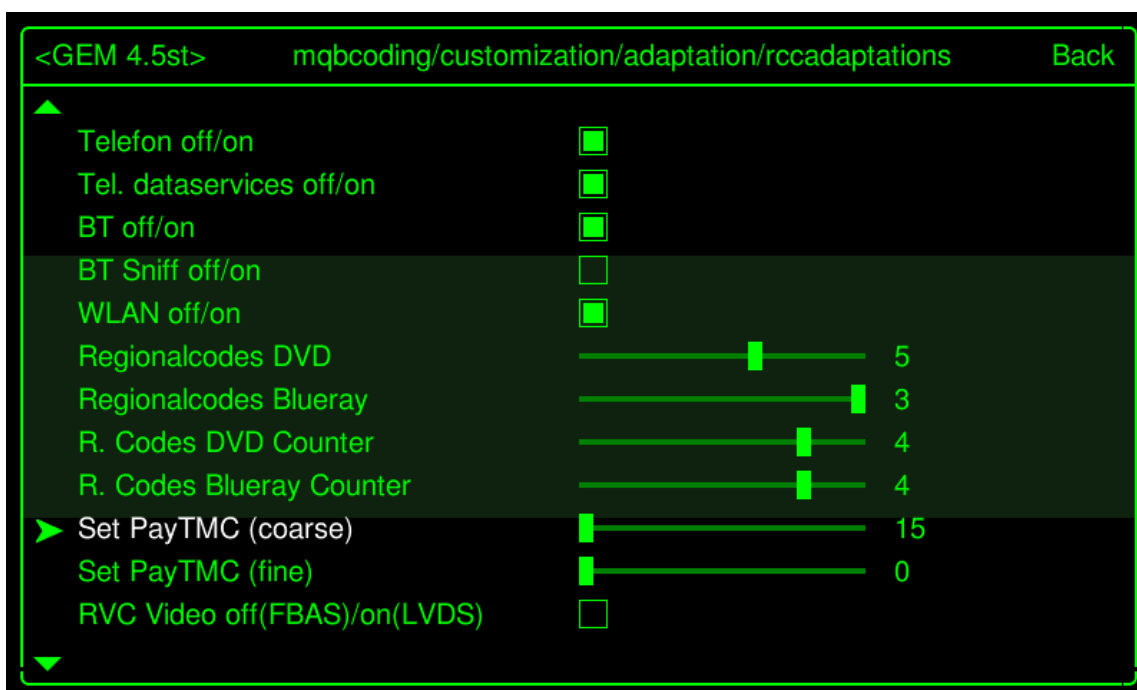 <GEM 4.5st> mqbcoding/customization/adaptation/rccadaptations Back
Telefon off/on
Tel. dataservices off/on
BT off/on
BT Sniff off/on
WLAN off/on
Regionalcodes DVD 5
Regionalcodes Blueray 3
R. Codes DVD Counter 4
R. Codes Blueray Counter 4
Set PayTMC (coarse) 15
Set PayTMC (fine) 0
RVC Video off(FBAS)/on(LVDS)